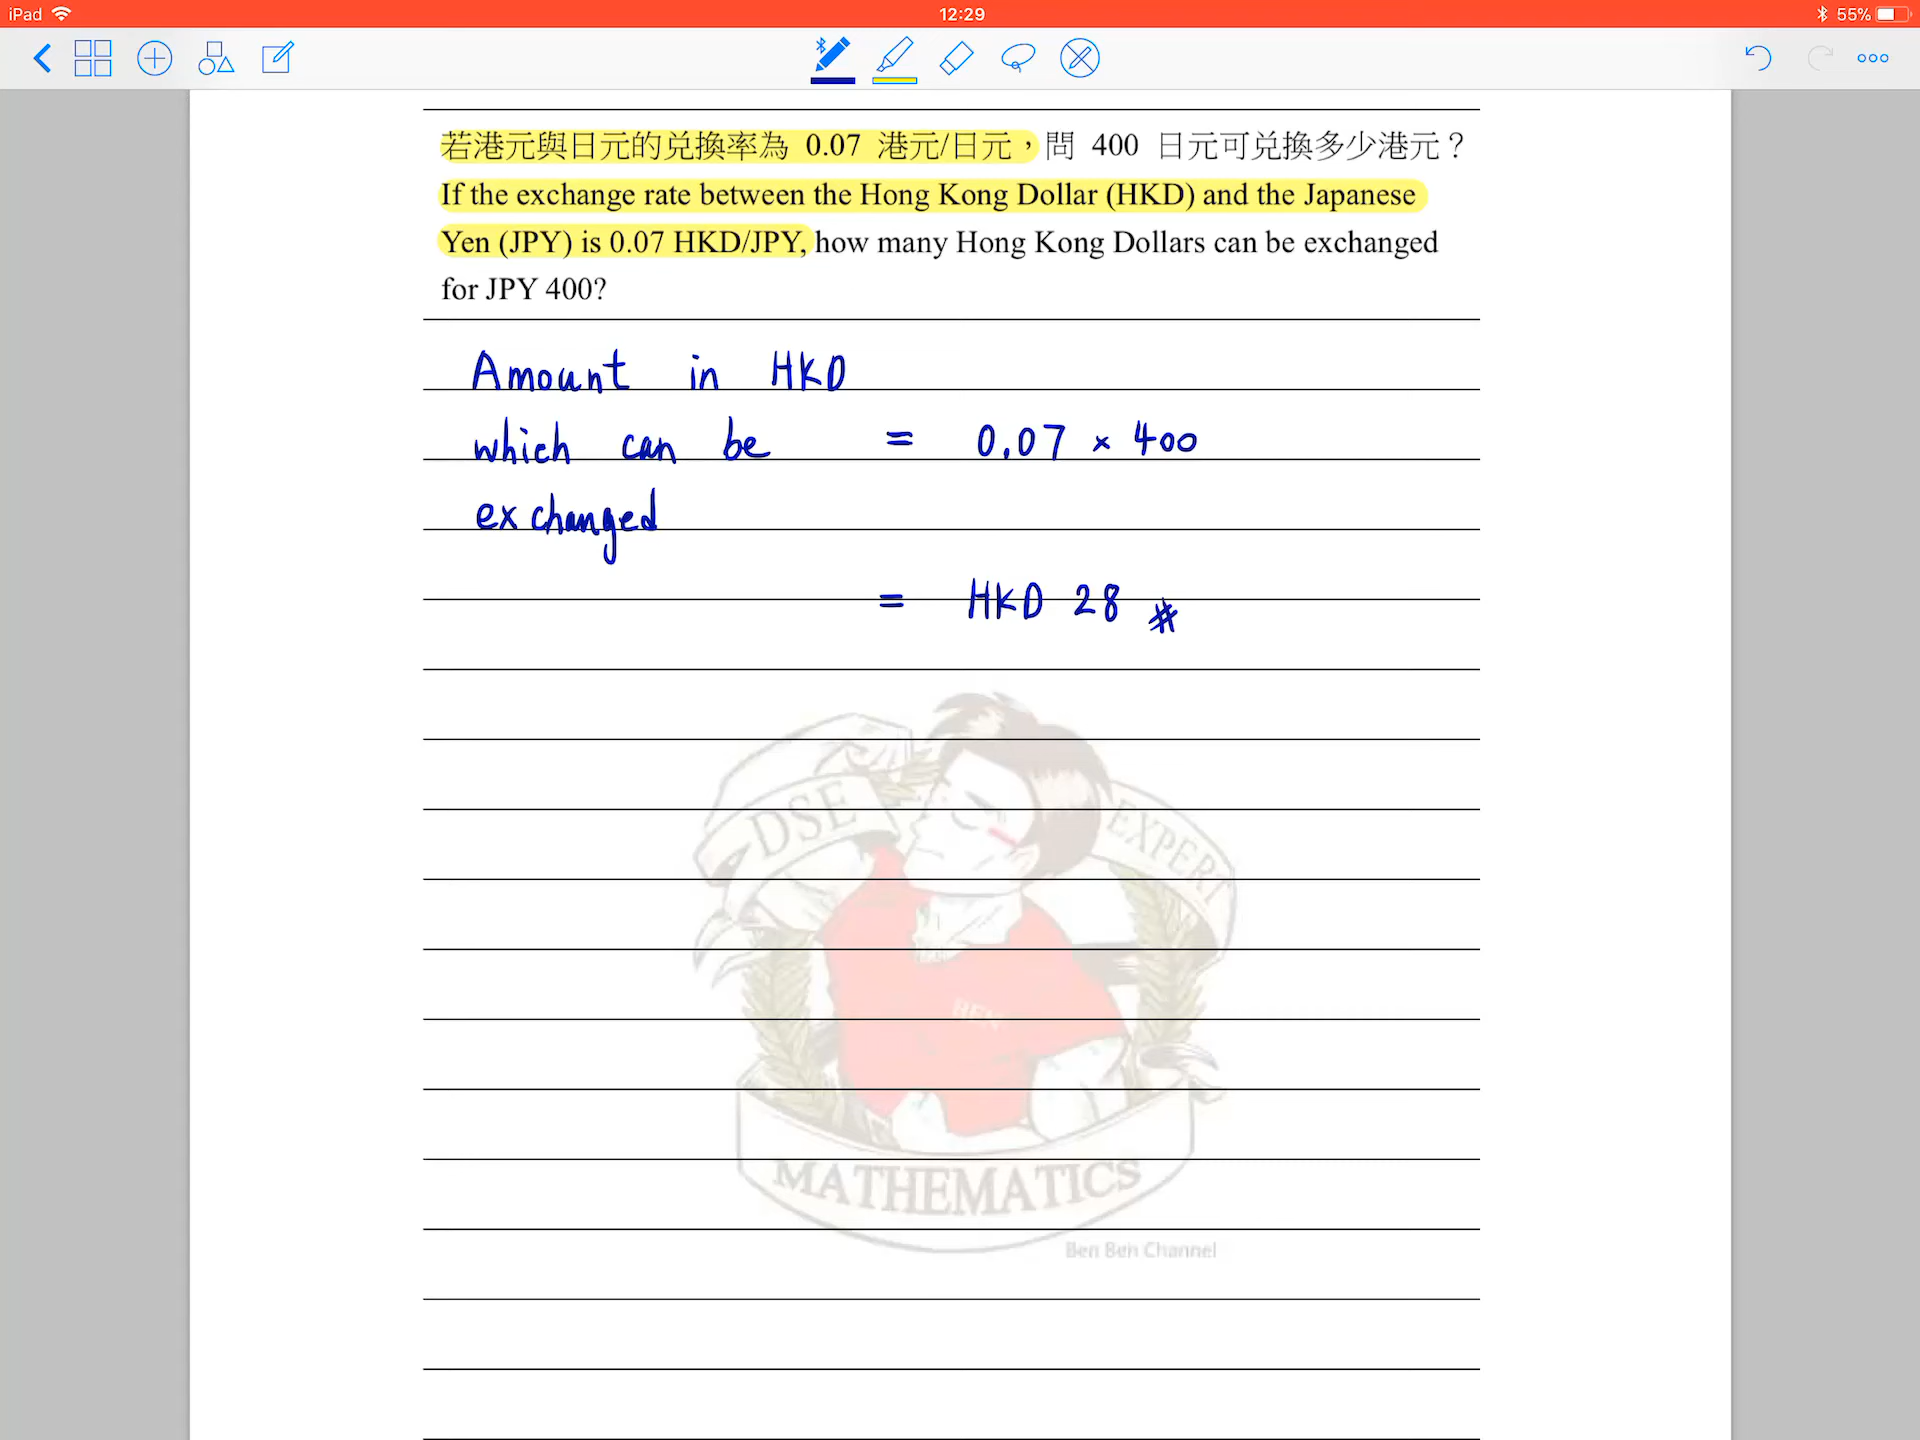 iPad
12:29
55%
若港元與日元的兌換率為 0.07 港元/日元，問 400 日元可兌換多少港元？
If the exchange rate between the Hong Kong Dollar (HKD) and the Japanese
Yen (JPY) is 0.07 HKD/JPY, how many Hong Kong Dollars can be exchanged
for JPY 400?
Amount in HKD
which can be = 0.07 × 400
exchanged
= HKD 28 #
DSE EXPERT
BEN
MATHEMATICS
Ben Ben Channel